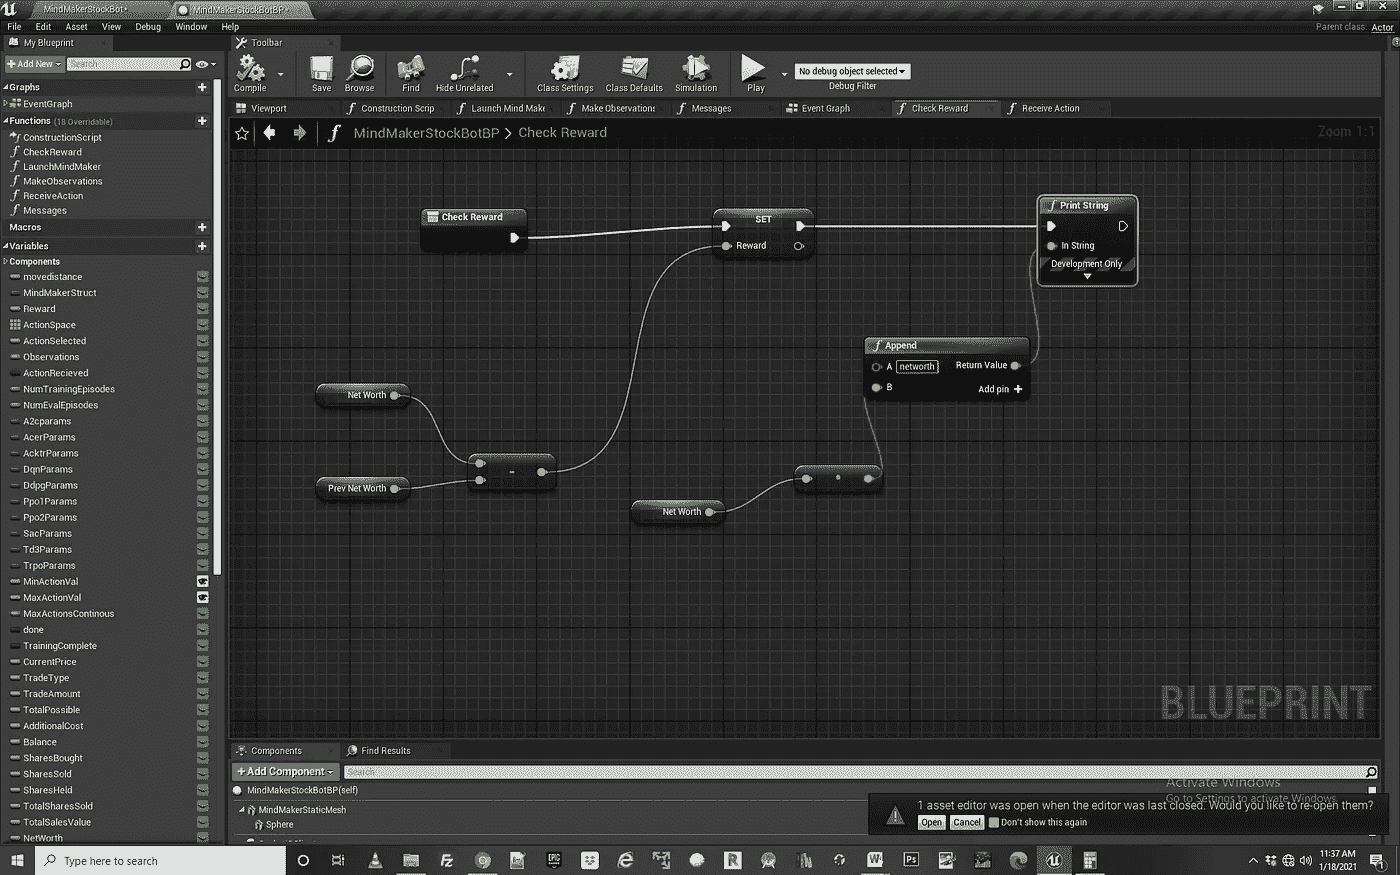 MindMakerStockBot*
MindMakerStockBotBP*
File Edit Asset View Debug Window Help
Parent class: Actor
My Blueprint
Toolbar
Add New
Search
Compile
Save
Browse
Find
Hide Unrelated
Class Settings
Class Defaults
Simulation
Play
No debug object selected
Debug Filter
Viewport
Construction Scrip
Launch Mind Make
Make Observations
Messages
Event Graph
Check Reward
Receive Action
MindMakerStockBotBP > Check Reward
Zoom 1:1
Graphs
EventGraph
Functions (18 Overridable)
ConstructionScript
CheckReward
LaunchMindMaker
MakeObservations
ReceiveAction
Messages
Macros
Variables
Components
movedistance
MindMakerStruct
Reward
ActionSpace
ActionSelected
Observations
ActionRecieved
NumTrainingEpisodes
NumEvalEpisodes
A2cparams
AcerParams
AcktrParams
DqnParams
DdpgParams
Ppo1Params
Ppo2Params
SacParams
Td3Params
TrpoParams
MinActionVal
MaxActionVal
MaxActionsContinous
done
TrainingComplete
CurrentPrice
TradeType
TradeAmount
TotalPossible
AdditionalCost
Balance
SharesBought
SharesSold
SharesHeld
TotalSharesSold
TotalSalesValue
NetWorth
Check Reward
SET
Reward
Print String
In String
Development Only
Append
A networth
Return Value
B
Add pin +
Net Worth
Prev Net Worth
-
Net Worth
BLUEPRINT
Components
Find Results
+Add Component
Search
MindMakerStockBotBP(self)
MindMakerStaticMesh
Sphere
Activate Windows
Go to Settings to activate Windows.
1 asset editor was open when the editor was last closed. Would you like to re-open them?
Open Cancel Don't show this again
Type here to search
11:37 AM
1/18/2021